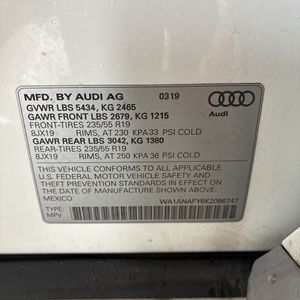 MFD. BY AUDI AG 0319
GVWR LBS 5434, KG 2465
GAWR FRONT LBS 2679, KG 1215
FRONT-TIRES 235/55 R19
8JX19 RIMS, AT 230 KPA 33 PSI COLD
GAWR REAR LBS 3042, KG 1380
REAR-TIRES 235/55 R19
8JX19 RIMS, AT 250 KPA 36 PSI COLD
Audi
THIS VEHICLE CONFORMS TO ALL APPLICABLE
U.S. FEDERAL MOTOR VEHICLE SAFETY AND
THEFT PREVENTION STANDARDS IN EFFECT ON THE
DATE OF MANUFACTURE SHOWN ABOVE.
MEXICO
TYPE: WA1ANAFY6K2086747
MPV